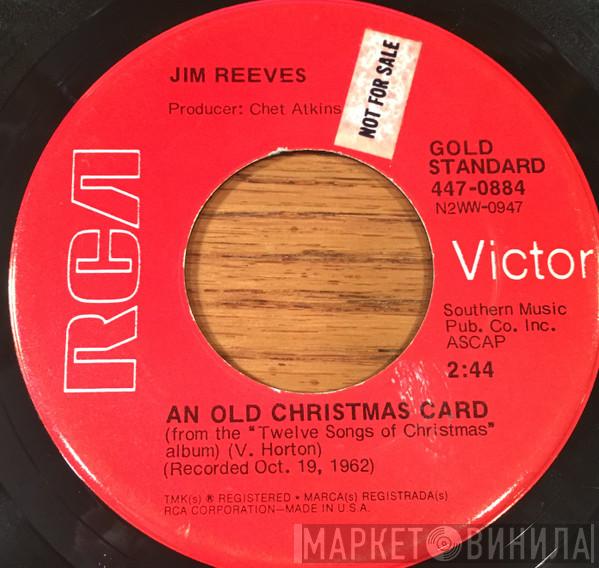 JIM REEVES
Producer: Chet Atkins
NOT FOR SALE
GOLD
STANDARD
447-0884
N2WW-0947
RCA
Victor
Southern Music
Pub. Co. Inc.
ASCAP
2:44
AN OLD CHRISTMAS CARD
(from the "Twelve Songs of Christmas"
album) (V. Horton)
(Recorded Oct. 19, 1962)
TMK(s) ® REGISTERED • MARCA(s) REGISTRADA(s)
RCA CORPORATION—MADE IN U.S.A.
МАРКЕТ ВИНИЛА